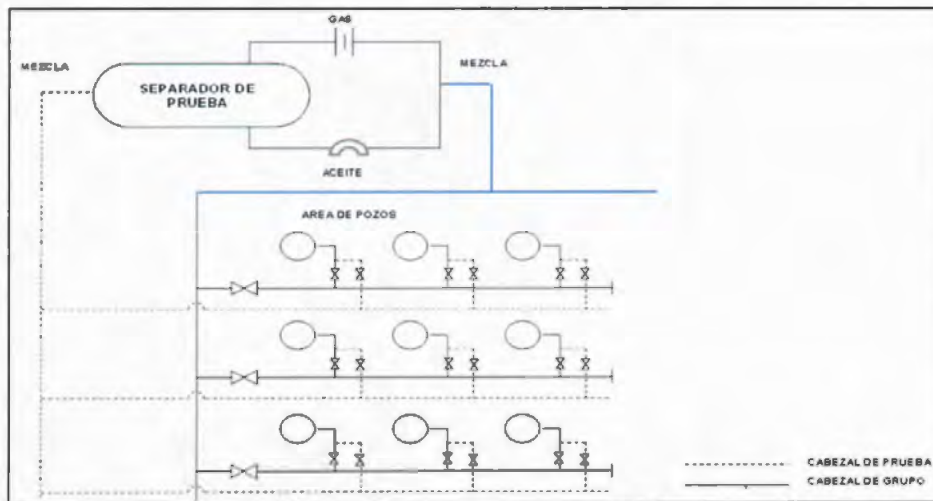 GAS
MEZCLA
MEZCLA
SEPARADOR DE
PRUEBA
ACEITE
AREA DE POZOS
CABEZAL DE PRUEBA
CABEZAL DE GRUPO